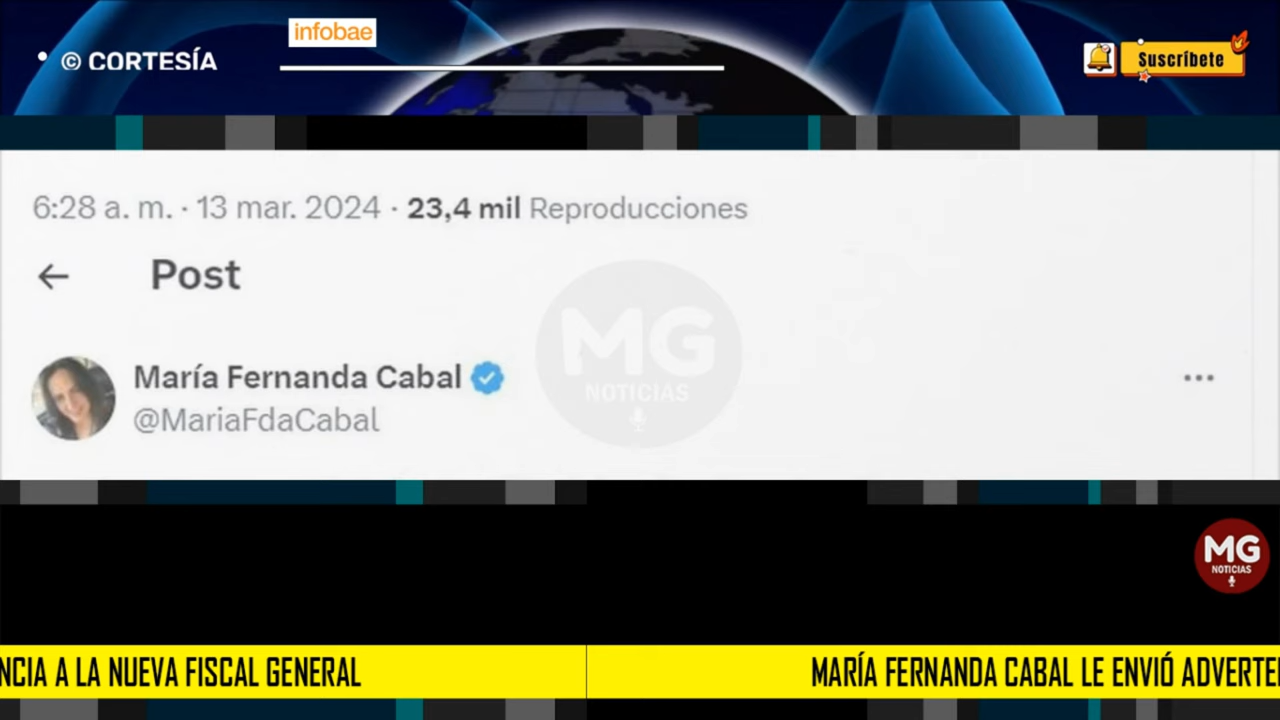 infobae
© CORTESÍA
Suscríbete
6:28 a. m. · 13 mar. 2024 · 23,4 mil Reproducciones
← Post
María Fernanda Cabal
@MariaFdaCabal
MG
NOTICIAS
MG
NOTICIAS
NCIA A LA NUEVA FISCAL GENERAL
MARÍA FERNANDA CABAL LE ENVIÓ ADVERTE